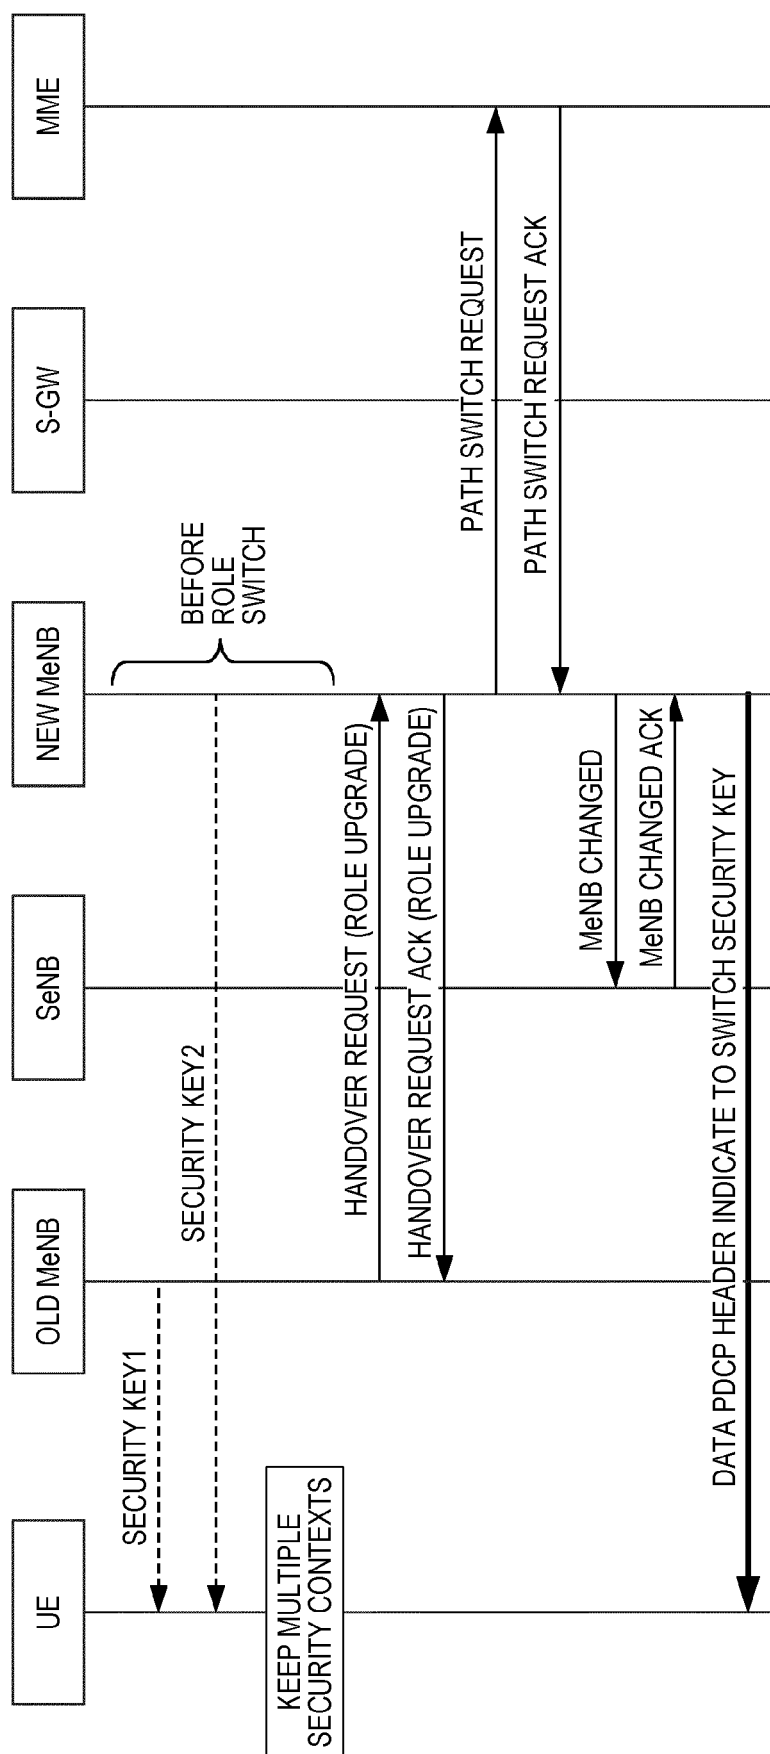 UE
OLD MeNB
SeNB
NEW MeNB
S-GW
MME
SECURITY KEY1
SECURITY KEY2
BEFORE
ROLE
SWITCH
KEEP MULTIPLE
SECURITY CONTEXTS
HANDOVER REQUEST (ROLE UPGRADE)
HANDOVER REQUEST ACK (ROLE UPGRADE)
PATH SWITCH REQUEST
PATH SWITCH REQUEST ACK
MeNB CHANGED
MeNB CHANGED ACK
DATA PDCP HEADER INDICATE TO SWITCH SECURITY KEY